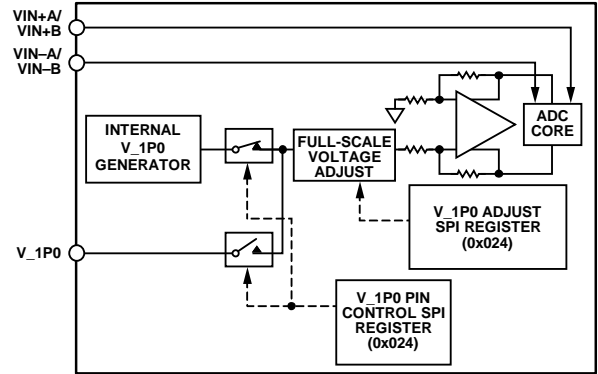 VIN+A/
VIN+B
VIN–A/
VIN–B
INTERNAL
V_1P0
GENERATOR
FULL-SCALE
VOLTAGE
ADJUST
ADC
CORE
V_1P0 ADJUST
SPI REGISTER
(0x024)
V_1P0
V_1P0 PIN
CONTROL SPI
REGISTER
(0x024)